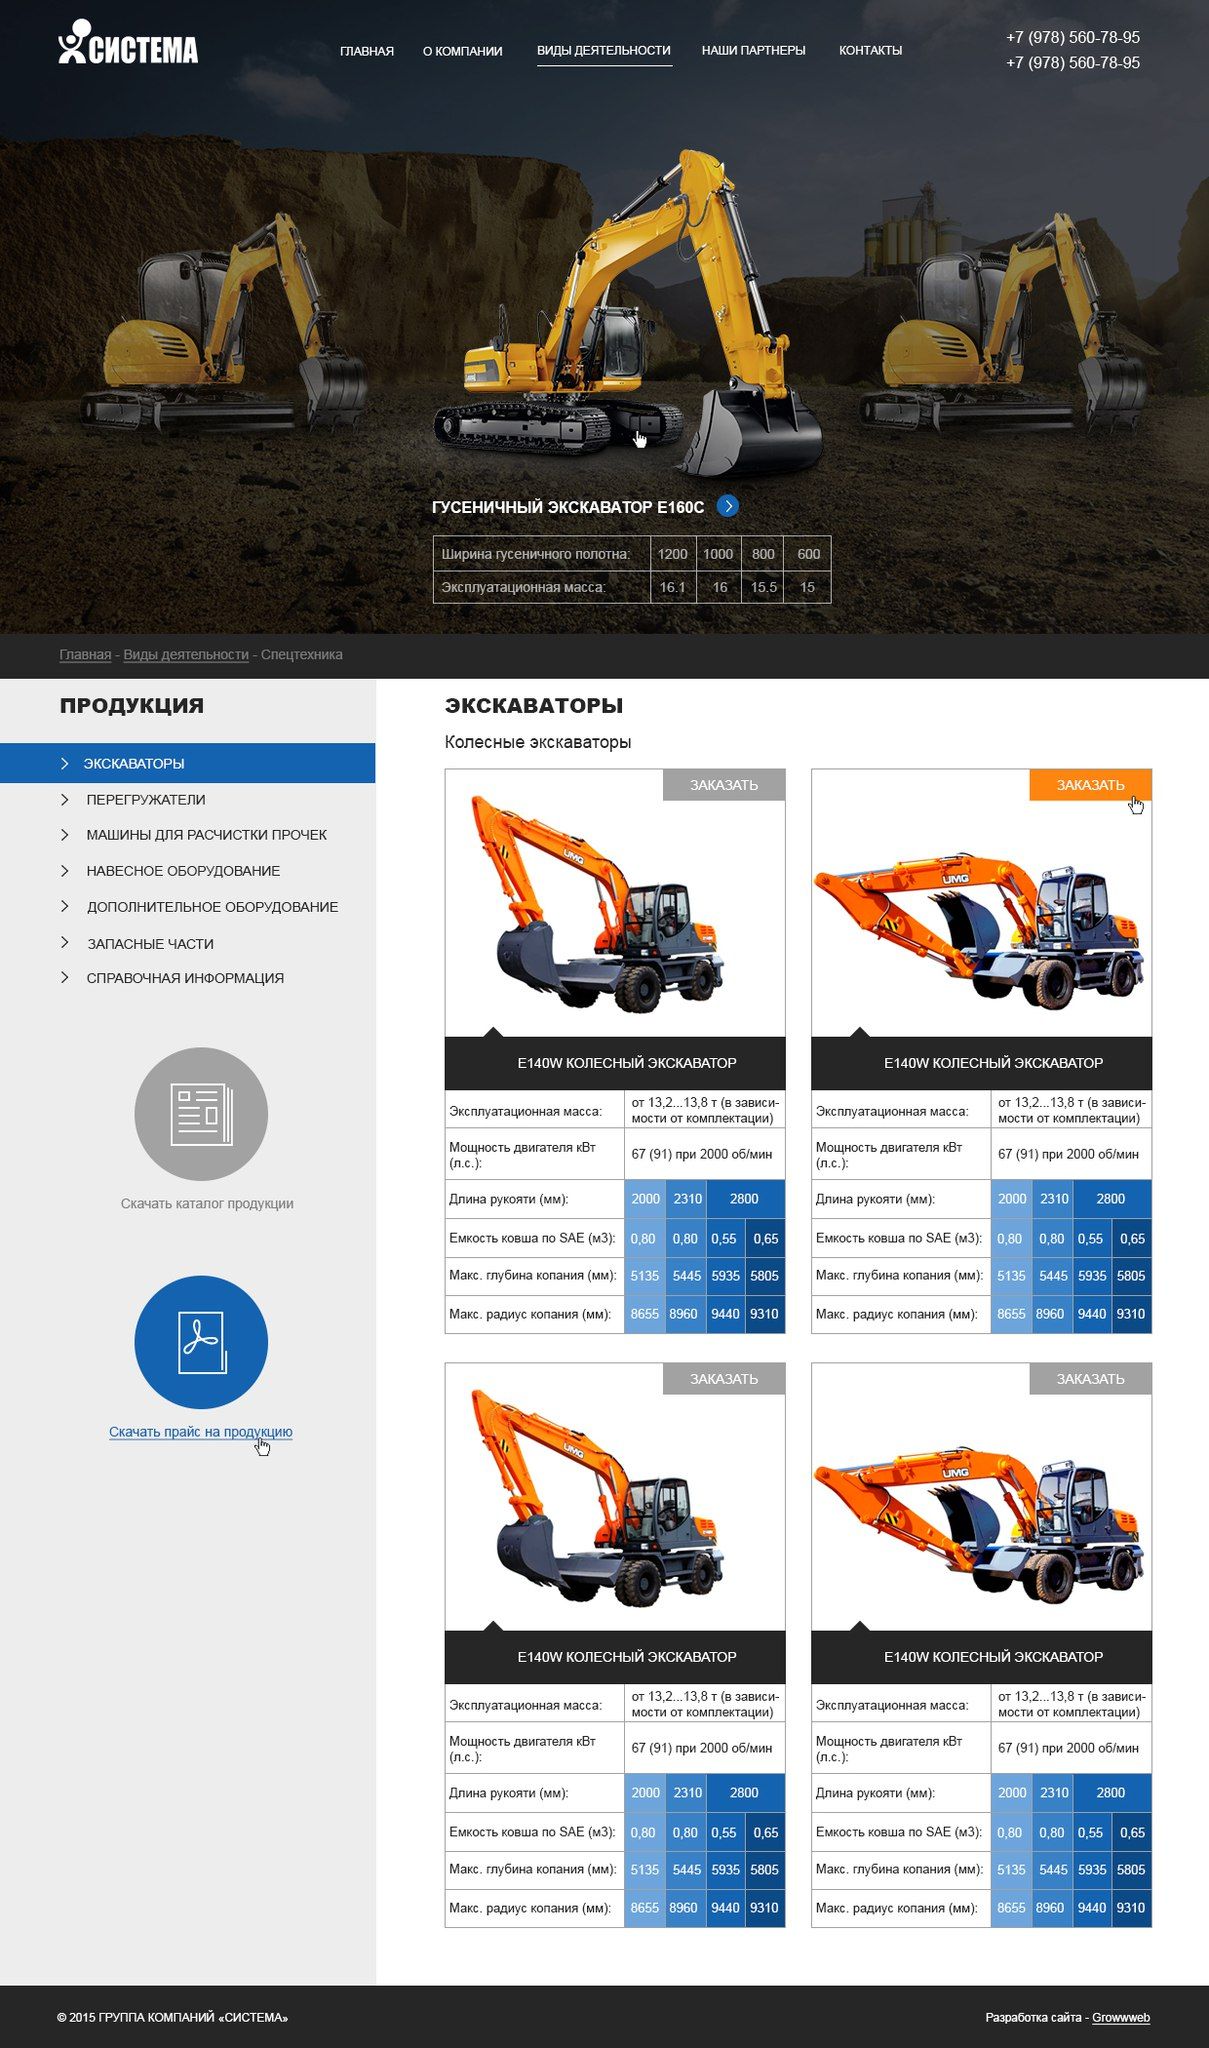 СИСТЕМА
ГЛАВНАЯ
О КОМПАНИИ
ВИДЫ ДЕЯТЕЛЬНОСТИ
НАШИ ПАРТНЕРЫ
КОНТАКТЫ
+7 (978) 560-78-95
+7 (978) 560-78-95
ГУСЕНИЧНЫЙ ЭКСКАВАТОР E160C
Ширина гусеничного полотна: 1200 1000 800 600
Эксплуатационная масса: 16.1 16 15.5 15
Главная - Виды деятельности - Спецтехника
ПРОДУКЦИЯ
ЭКСКАВАТОРЫ
ПЕРЕГРУЖАТЕЛИ
МАШИНЫ ДЛЯ РАСЧИСТКИ ПРОЧЕК
НАВЕСНОЕ ОБОРУДОВАНИЕ
ДОПОЛНИТЕЛЬНОЕ ОБОРУДОВАНИЕ
ЗАПАСНЫЕ ЧАСТИ
СПРАВОЧНАЯ ИНФОРМАЦИЯ
Скачать каталог продукции
Скачать прайс на продукцию
ЭКСКАВАТОРЫ
Колесные экскаваторы
ЗАКАЗАТЬ
UMG
E140W КОЛЕСНЫЙ ЭКСКАВАТОР
Эксплуатационная масса: от 13,2...13,8 т (в зависи-
мости от комплектации)
Мощность двигателя кВт
(л.с.): 67 (91) при 2000 об/мин
Длина рукояти (мм): 2000 2310 2800
Емкость ковша по SAE (м3): 0,80 0,80 0,55 0,65
Макс. глубина копания (мм): 5135 5445 5935 5805
Макс. радиус копания (мм): 8655 8960 9440 9310
ЗАКАЗАТЬ
UMG
E140W КОЛЕСНЫЙ ЭКСКАВАТОР
Эксплуатационная масса: от 13,2...13,8 т (в зависи-
мости от комплектации)
Мощность двигателя кВт
(л.с.): 67 (91) при 2000 об/мин
Длина рукояти (мм): 2000 2310 2800
Емкость ковша по SAE (м3): 0,80 0,80 0,55 0,65
Макс. глубина копания (мм): 5135 5445 5935 5805
Макс. радиус копания (мм): 8655 8960 9440 9310
ЗАКАЗАТЬ
UMG
E140W КОЛЕСНЫЙ ЭКСКАВАТОР
Эксплуатационная масса: от 13,2...13,8 т (в зависи-
мости от комплектации)
Мощность двигателя кВт
(л.с.): 67 (91) при 2000 об/мин
Длина рукояти (мм): 2000 2310 2800
Емкость ковша по SAE (м3): 0,80 0,80 0,55 0,65
Макс. глубина копания (мм): 5135 5445 5935 5805
Макс. радиус копания (мм): 8655 8960 9440 9310
ЗАКАЗАТЬ
UMG
E140W КОЛЕСНЫЙ ЭКСКАВАТОР
Эксплуатационная масса: от 13,2...13,8 т (в зависи-
мости от комплектации)
Мощность двигателя кВт
(л.с.): 67 (91) при 2000 об/мин
Длина рукояти (мм): 2000 2310 2800
Емкость ковша по SAE (м3): 0,80 0,80 0,55 0,65
Макс. глубина копания (мм): 5135 5445 5935 5805
Макс. радиус копания (мм): 8655 8960 9440 9310
© 2015 ГРУППА КОМПАНИЙ «СИСТЕМА»
Разработка сайта - Growwweb